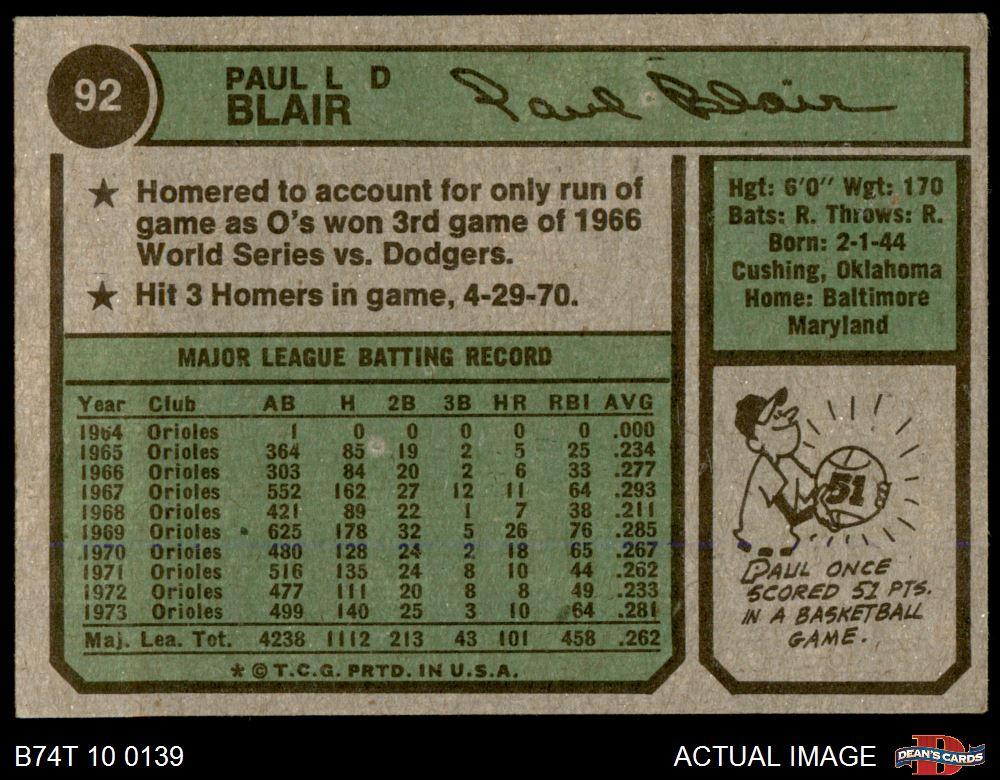 92
PAUL L D
BLAIR
Paul Blair
★ Homered to account for only run of
game as O's won 3rd game of 1966
World Series vs. Dodgers.
★ Hit 3 Homers in game, 4-29-70.
Hgt: 6'0" Wgt: 170
Bats: R. Throws: R.
Born: 2-1-44
Cushing, Oklahoma
Home: Baltimore
Maryland
MAJOR LEAGUE BATTING RECORD
Year Club AB H 2B 3B HR RBI AVG
1964 Orioles 1 0 0 0 0 0 .000
1965 Orioles 364 85 19 2 5 25 .234
1966 Orioles 303 84 20 2 6 33 .277
1967 Orioles 552 162 27 12 11 64 .293
1968 Orioles 421 89 22 1 7 38 .211
1969 Orioles 625 178 32 5 26 76 .285
1970 Orioles 480 128 24 2 18 65 .267
1971 Orioles 516 135 24 8 10 44 .262
1972 Orioles 477 111 20 8 8 49 .233
1973 Orioles 499 140 25 3 10 64 .281
Maj. Lea. Tot. 4238 1112 213 43 101 458 .262
* © T.C.G. PRTD. IN U.S.A.
51
PAUL ONCE
SCORED 51 PTS.
IN A BASKETBALL
GAME.
B74T 10 0139
ACTUAL IMAGE
D
DEAN'S CARDS